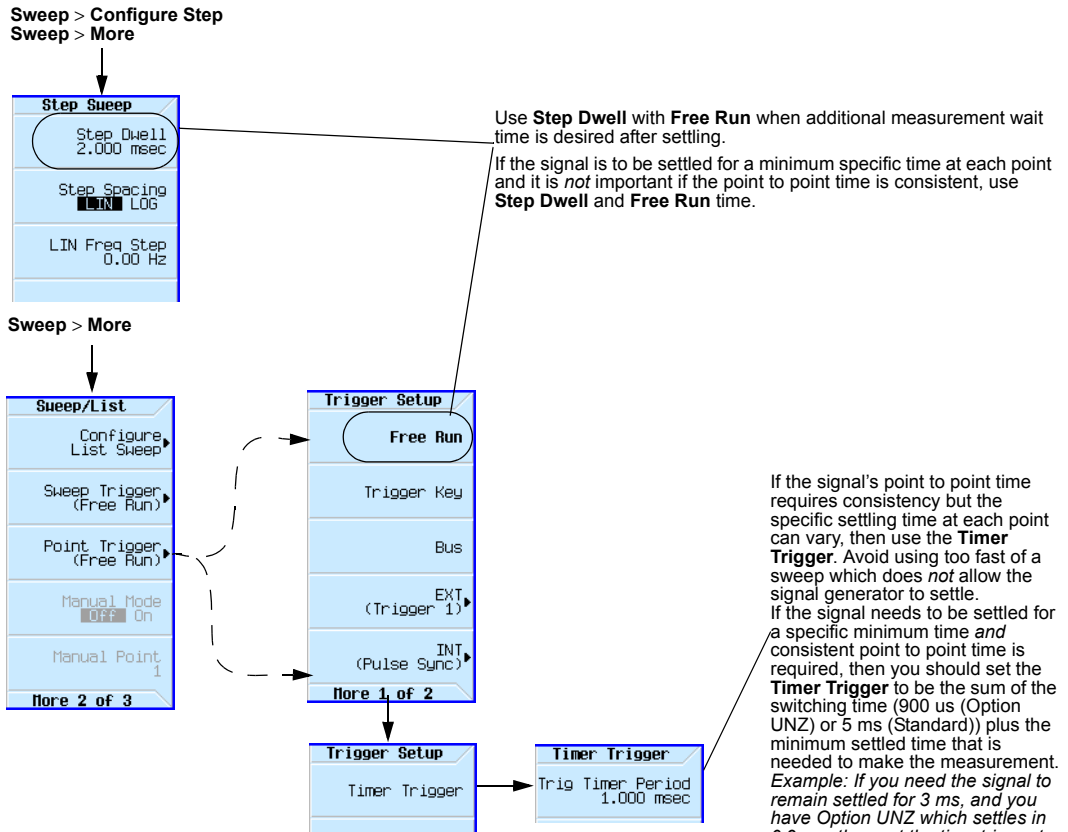 Sweep > Configure Step
Sweep > More
Step Sweep
Step Dwell
2.000 msec
Step Spacing
LIN LOG
LIN Freq Step
0.00 Hz
Use Step Dwell with Free Run when additional measurement wait
time is desired after settling.
If the signal is to be settled for a minimum specific time at each point
and it is not important if the point to point time is consistent, use
Step Dwell and Free Run time.
Sweep > More
Sweep/List
Configure
List Sweep
Sweep Trigger
(Free Run)
Point Trigger
(Free Run)
Manual Mode
Off On
Manual Point
1
More 2 of 3
Trigger Setup
Free Run
Trigger Key
Bus
EXT
(Trigger 1)
INT
(Pulse Sync)
More 1 of 2
Trigger Setup
Timer Trigger
Timer Trigger
Trig Timer Period
1.000 msec
If the signal's point to point time
requires consistency but the
specific settling time at each point
can vary, then use the Timer
Trigger. Avoid using too fast of a
sweep which does not allow the
signal generator to settle.
If the signal needs to be settled for
a specific minimum time and
consistent point to point time is
required, then you should set the
Timer Trigger to be the sum of the
switching time (900 us (Option
UNZ) or 5 ms (Standard)) plus the
minimum settled time that is
needed to make the measurement.
Example: If you need the signal to
remain settled for 3 ms, and you
have Option UNZ which settles in